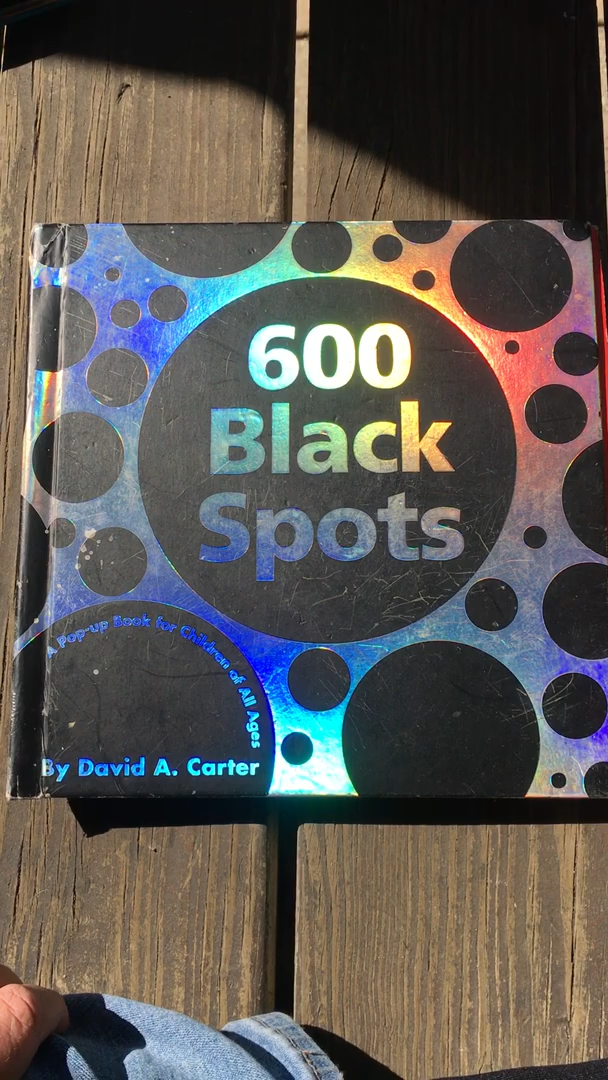 600
Black
Spots
A Pop-up Book for Children of All Ages
By David A. Carter